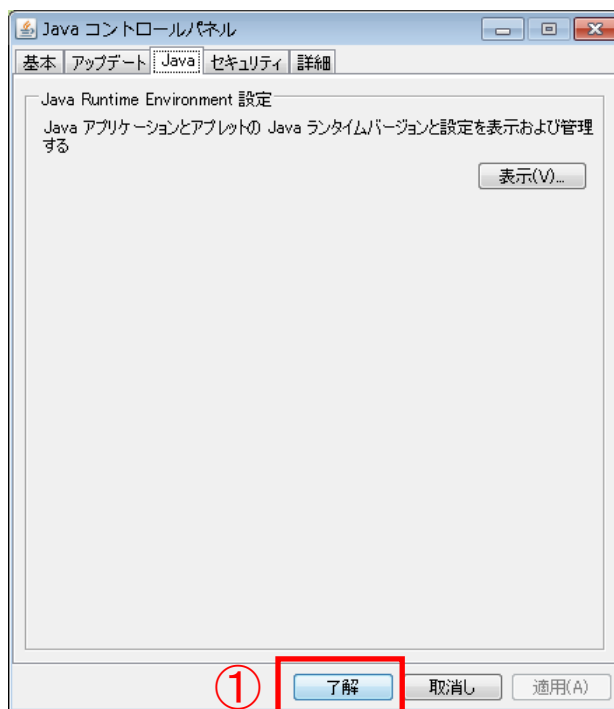 Java コントロールパネル
基本 アップデート Java セキュリティ 詳細
Java Runtime Environment 設定
Java アプリケーションとアプレットの Java ランタイムバージョンと設定を表示および管理
する
表示(V)...
① 了解 取消し 適用(A)